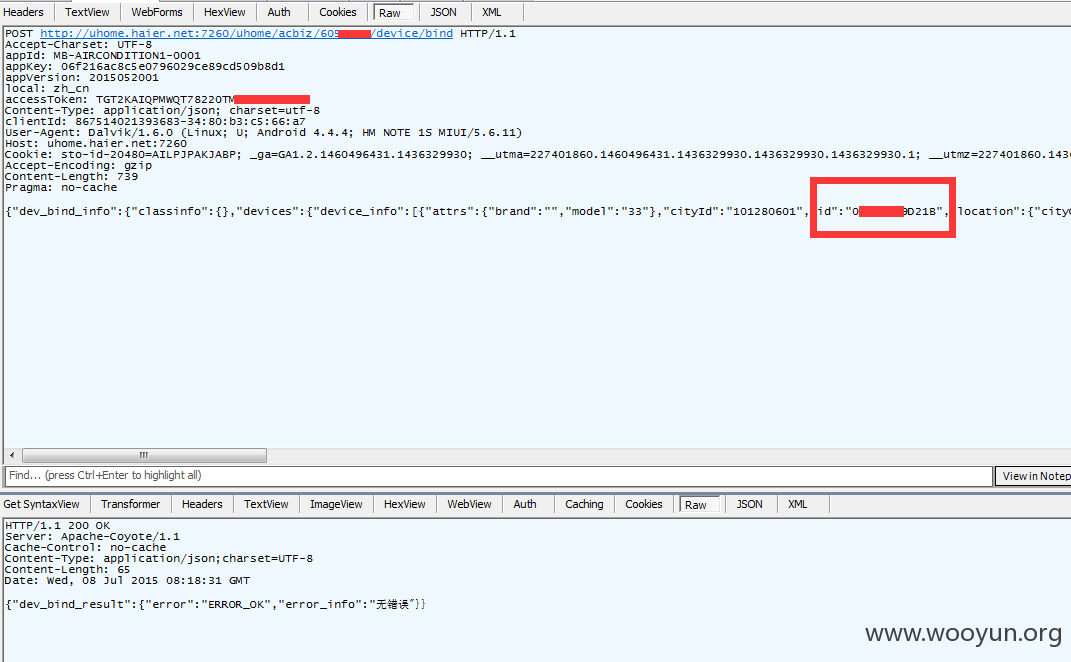 Headers TextView WebForms HexView Auth Cookies Raw JSON XML
POST http://uhome.haier.net:7260/uhome/acbiz/605 /device/bind HTTP/1.1
Accept-Charset: UTF-8
appId: MB-AIRCONDITION1-0001
appKey: 06f216ac8c5e0796029ce89cd509b8d1
appVersion: 2015052001
local: zh_cn
accessToken: TGT2KAIQPMWQT78220TM
Content-Type: application/json; charset=utf-8
clientId: 867514021393683-34:80:b3:c5:66:a7
User-Agent: Dalvik/1.6.0 (Linux; U; Android 4.4.4; HM NOTE 1S MIUI/5.6.11)
Host: uhome.haier.net:7260
Cookie: sto-id-20480=AILPJPAKJABP; _ga=GA1.2.1460496431.1436329930; __utma=227401860.1460496431.1436329930.1436329930.1436329930.1; __utmz=227401860.1436
Accept-Encoding: gzip
Content-Length: 739
Pragma: no-cache
{"dev_bind_info":{"classinfo":{},"devices":{"device_info":[{"attrs":{"brand":"","model":"33"},"cityId":"101280601", id":"0 9D21B", location":{"city
Find... (press Ctrl+Enter to highlight all) View in Notep
Get SyntaxView Transformer Headers TextView ImageView HexView WebView Auth Caching Cookies Raw JSON XML
HTTP/1.1 200 OK
Server: Apache-Coyote/1.1
Cache-Control: no-cache
Content-Type: application/json;charset=UTF-8
Content-Length: 65
Date: Wed, 08 Jul 2015 08:18:31 GMT
{"dev_bind_result":{"error":"ERROR_OK","error_info":"无错误"}}
www.wooyun.org